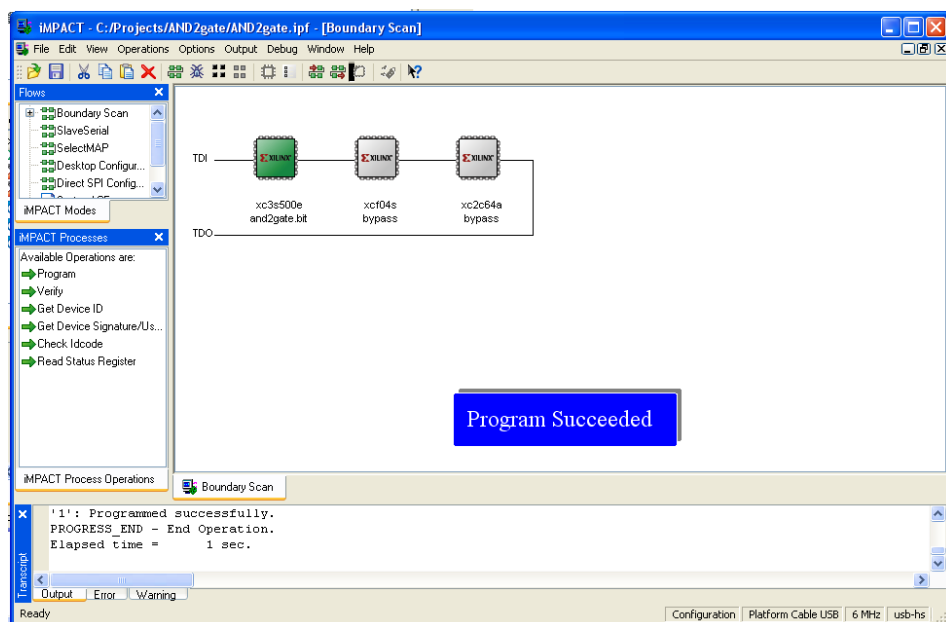 iMPACT - C:/Projects/AND2gate/AND2gate.ipf - [Boundary Scan]
File Edit View Operations Options Output Debug Window Help
Flows
Boundary Scan
SlaveSerial
SelectMAP
Desktop Configur...
Direct SPI Config...
iMPACT Modes
iMPACT Processes
Available Operations are:
Program
Verify
Get Device ID
Get Device Signature/Us...
Check Idcode
Read Status Register
iMPACT Process Operations
TDI
XILINX XILINX XILINX
xc3s500e xcf04s xc2c64a
and2gate.bit bypass bypass
TDO
Program Succeeded
Boundary Scan
'1': Programmed successfully.
PROGRESS_END - End Operation.
Elapsed time = 1 sec.
Transcript
Output Error Warning
Ready Configuration Platform Cable USB 6 MHz usb-hs